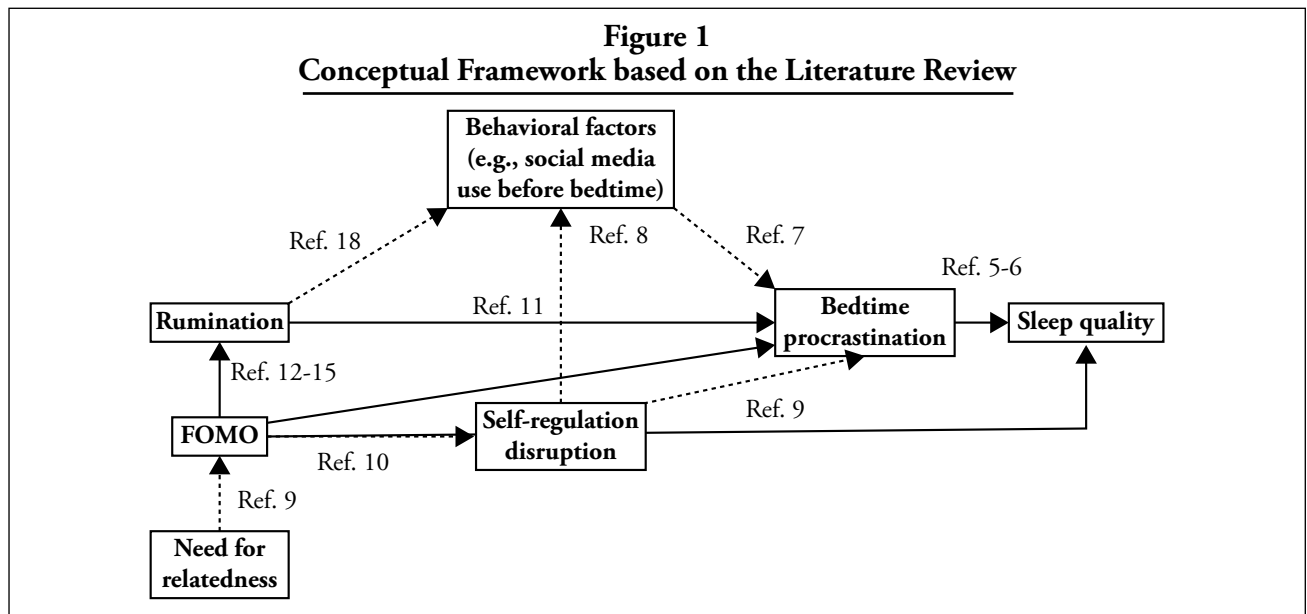 Figure 1
Conceptual Framework based on the Literature Review
Behavioral factors
(e.g., social media
use before bedtime)
Ref. 18
Ref. 8
Ref. 7
Ref. 5-6
Rumination
Ref. 11
Bedtime
procrastination
Sleep quality
Ref. 12-15
FOMO
Self-regulation
disruption
Ref. 9
Ref. 10
Ref. 9
Need for
relatedness